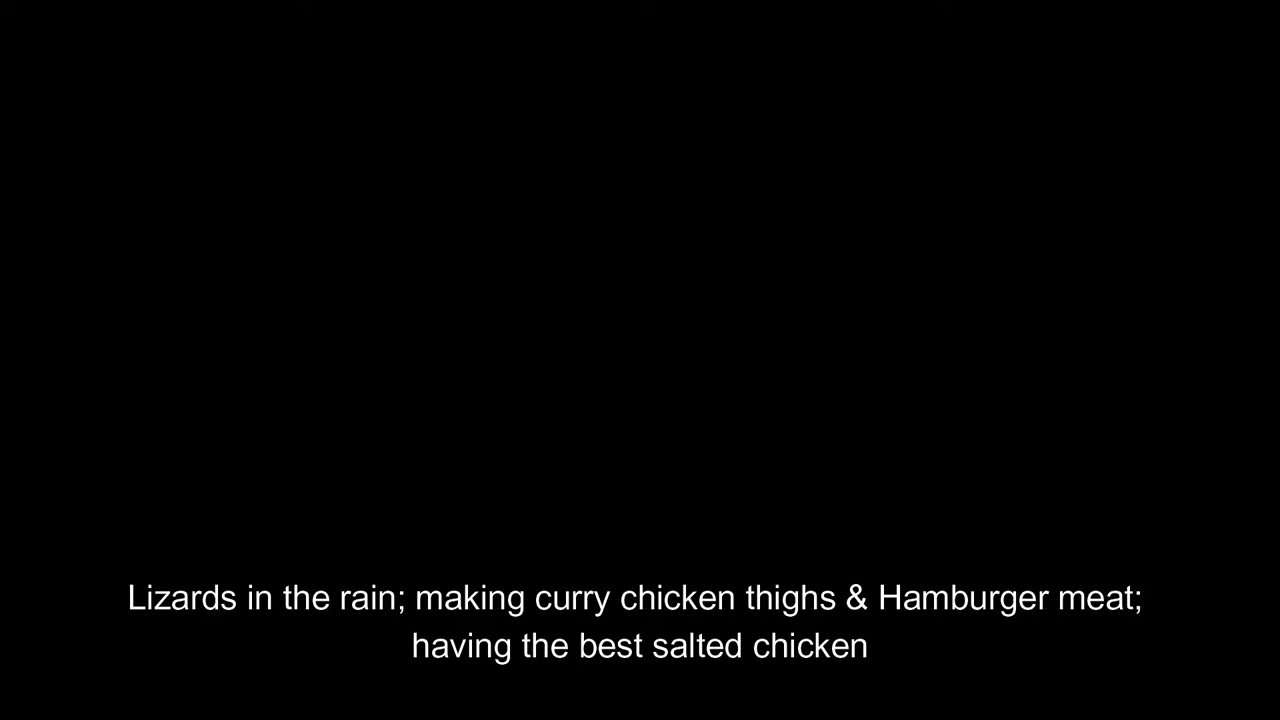 Lizards in the rain; making curry chicken thighs & Hamburger meat;
having the best salted chicken